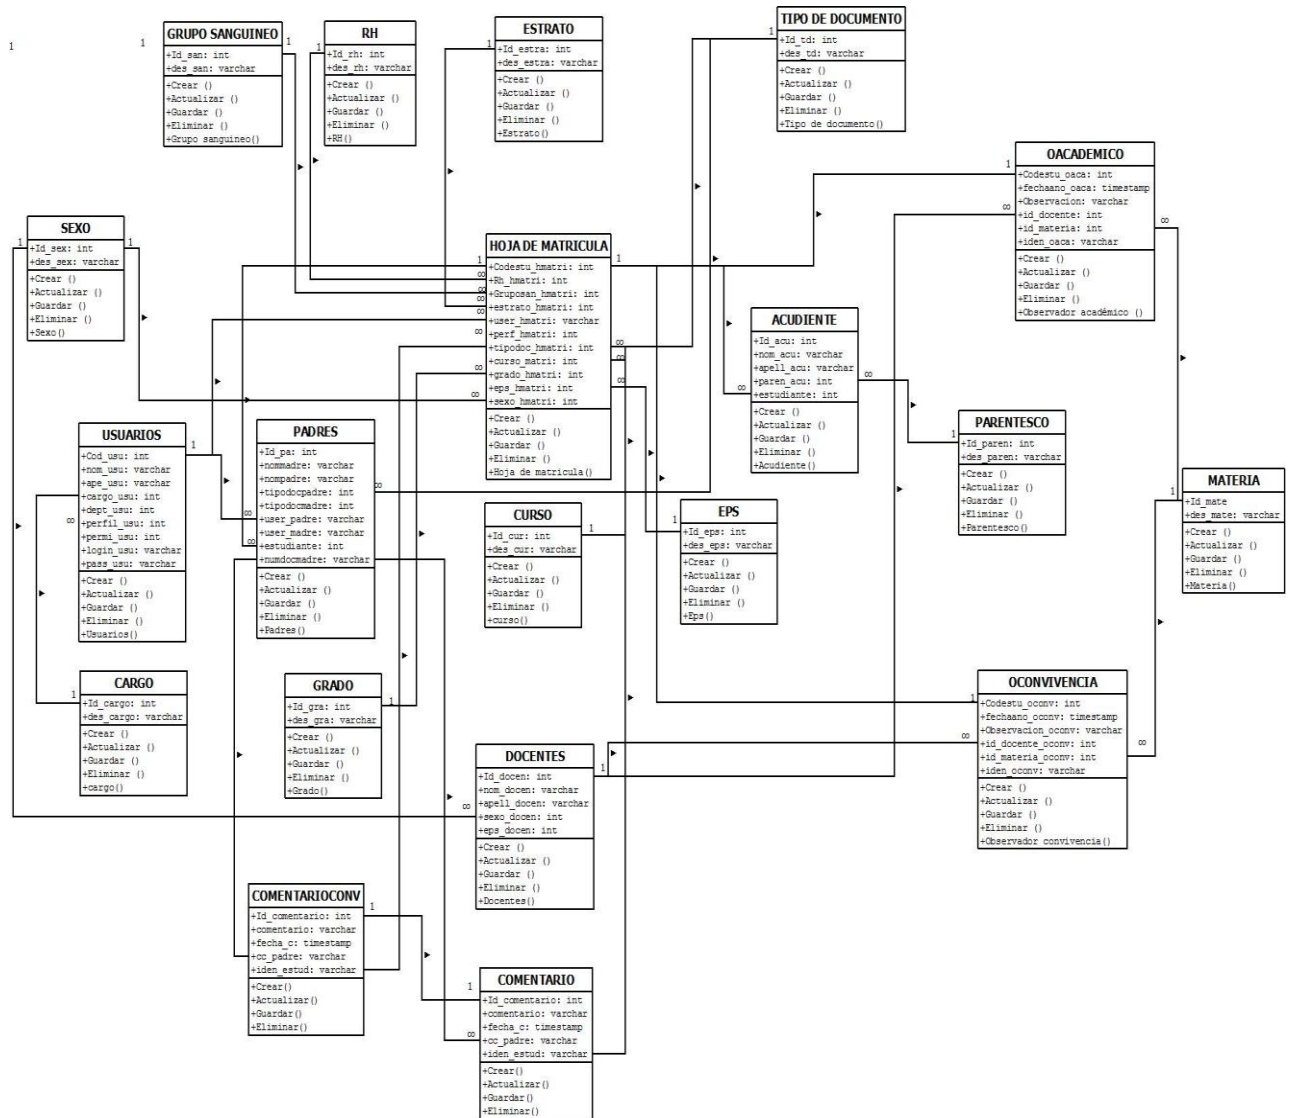 GRUPO SANGUINEO
+Id_san: int
+des_san: varchar
+Crear ()
+Actualizar ()
+Guardar ()
+Eliminar ()
+Grupo sanguineo()
RH
+Id_rh: int
+des_rh: varchar
+Crear ()
+Actualizar ()
+Guardar ()
+Eliminar ()
+RH()
ESTRATO
+Id_estra: int
+des_estra: varchar
+Crear ()
+Actualizar ()
+Guardar ()
+Eliminar ()
+Estrato()
TIPO DE DOCUMENTO
+Id_td: int
+des_td: varchar
+Crear ()
+Actualizar ()
+Guardar ()
+Eliminar ()
+Tipo de documento()
OACADEMICO
+Codestu_oaca: int
+fechaano_oaca: timestamp
+Observacion: varchar
+id_docente: int
+id_materia: int
+iden_oaca: varchar
+Crear ()
+Actualizar ()
+Guardar ()
+Eliminar ()
+Observador académico ()
SEXO
+Id_sex: int
+des_sex: varchar
+Crear ()
+Actualizar ()
+Guardar ()
+Eliminar ()
+Sexo()
HOJA DE MATRICULA
+Codestu_hmatri: int
+Rh_hmatri: int
+Gruposan_hmatri: int
+estrato_hmatri: int
+user_hmatri: varchar
+perf_hmatri: int
+tipodoc_hmatri: int
+curso_matri: int
+grado_hmatri: int
+eps_hmatri: int
+sexo_hmatri: int
+Crear ()
+Actualizar ()
+Guardar ()
+Eliminar ()
+Hoja de matricula()
ACUDIENTE
+Id_acu: int
+nom_acu: varchar
+apell_acu: varchar
+paren_acu: int
+estudiante: int
+Crear ()
+Actualizar ()
+Guardar ()
+Eliminar ()
+Acudiente()
PARENTESCO
+Id_paren: int
+des_paren: varchar
+Crear ()
+Actualizar ()
+Guardar ()
+Eliminar ()
+Parentesco()
MATERIA
+Id_mate
+des_mate: varchar
+Crear ()
+Actualizar ()
+Guardar ()
+Eliminar ()
+Materia()
USUARIOS
+Cod_usu: int
+nom_usu: varchar
+ape_usu: varchar
+cargo_usu: int
+dept_usu: int
+perfil_usu: int
+permi_usu: int
+login_usu: varchar
+pass_usu: varchar
+Crear ()
+Actualizar ()
+Guardar ()
+Eliminar ()
+Usuarios()
PADRES
+Id_pa: int
+nommadre: varchar
+nompadre: varchar
+tipodocpadre: int
+tipodocmadre: int
+user_padre: varchar
+user_madre: varchar
+estudiante: int
+numdocmadre: varchar
+Crear ()
+Actualizar ()
+Guardar ()
+Eliminar ()
+Padres()
CURSO
+Id_cur: int
+des_cur: varchar
+Crear ()
+Actualizar ()
+Guardar ()
+Eliminar ()
+curso()
EPS
+Id_eps: int
+des_eps: varchar
+Crear ()
+Actualizar ()
+Guardar ()
+Eliminar ()
+Eps()
CARGO
+Id_cargo: int
+des_cargo: varchar
+Crear ()
+Actualizar ()
+Guardar ()
+Eliminar ()
+cargo()
GRADO
+Id_gra: int
+des_gra: varchar
+Crear ()
+Actualizar ()
+Guardar ()
+Eliminar ()
+Grado()
DOCENTES
+Id_docen: int
+nom_docen: varchar
+apell_docen: varchar
+sexo_docen: int
+eps_docen: int
+Crear ()
+Actualizar ()
+Guardar ()
+Eliminar ()
+Docentes()
OCONVIVENCIA
+Codestu_oconv: int
+fechaano_oconv: timestamp
+Observacion_oconv: varchar
+id_docente_oconv: int
+id_materia_oconv: int
+iden_oconv: varchar
+Crear ()
+Actualizar ()
+Guardar ()
+Eliminar ()
+Observador convivencia()
COMENTARIOCONV
+Id_comentario: int
+comentario: varchar
+fecha_c: timestamp
+cc_padre: varchar
+iden_estud: varchar
+Crear()
+Actualizar()
+Guardar()
+Eliminar()
COMENTARIO
+Id_comentario: int
+comentario: varchar
+fecha_c: timestamp
+cc_padre: varchar
+iden_estud: varchar
+Crear()
+Actualizar()
+Guardar()
+Eliminar()